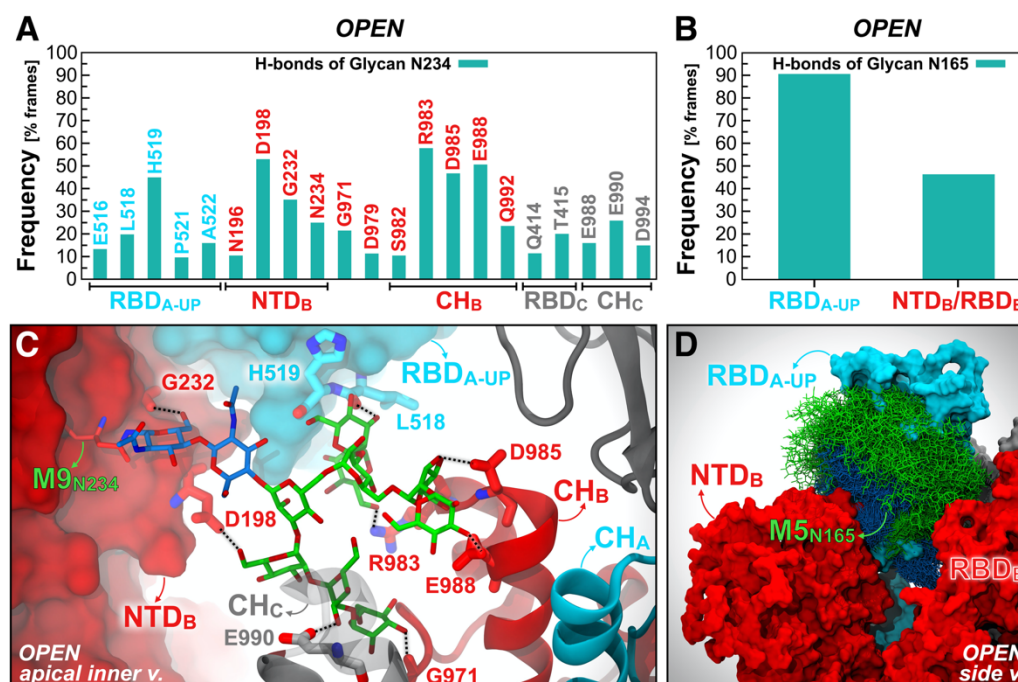 A
OPEN
H-bonds of Glycan N234
Frequency [% frames]
100
90
80
70
60
50
40
30
20
10
0
E516
L518
H519
P521
A522
N196
D198
G232
N234
G971
D979
S982
R983
D985
E988
Q992
Q414
T415
E988
E990
D994
RBDA-UP
NTDB
CHB
RBDC
CHC
B
OPEN
H-bonds of Glycan N165
Frequency [% frames]
100
90
80
70
60
50
40
30
20
10
0
RBDA-UP
NTDB/RBDB
C
G232
H519
RBDA-UP
L518
M9N234
D985
CHB
D198
R983
CHA
E988
NTDB
CHC
E990
G971
OPEN
apical inner v.
D
RBDA-UP
NTDB
M5N165
RBDB
OPEN
side v